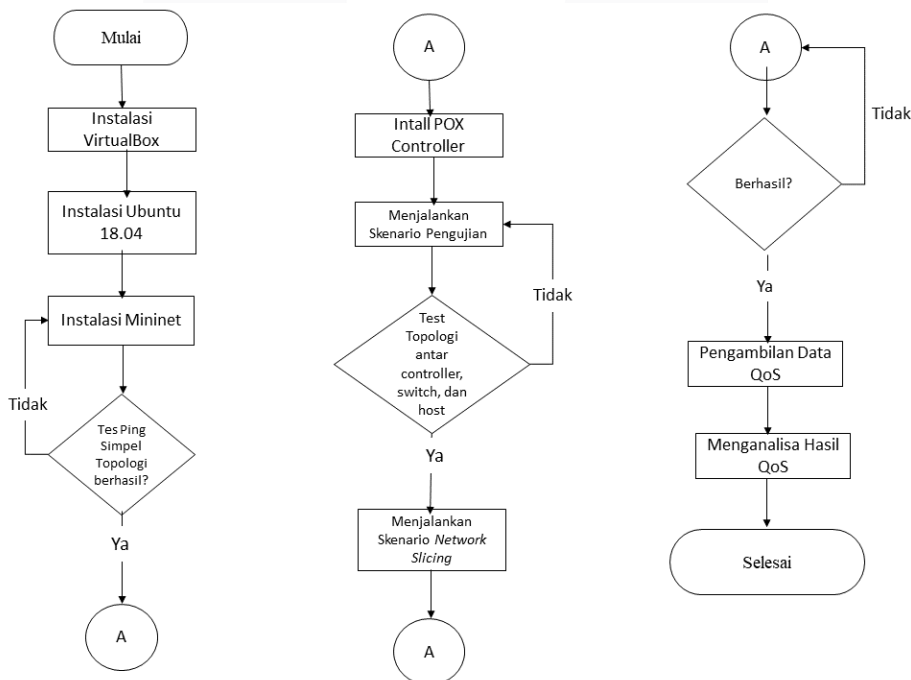 Mulai
Instalasi
VirtualBox
Instalasi Ubuntu
18.04
Instalasi Mininet
Tidak
Tes Ping
Simpel
Topologi
berhasil?
Ya
A
A
Intall POX
Controller
Menjalankan
Skenario Pengujian
Tidak
Test
Topologi
antar
controller,
switch, dan
host
Ya
Menjalankan
Skenario Network
Slicing
A
A
Tidak
Berhasil?
Ya
Pengambilan Data
QoS
Menganalisa Hasil
QoS
Selesai